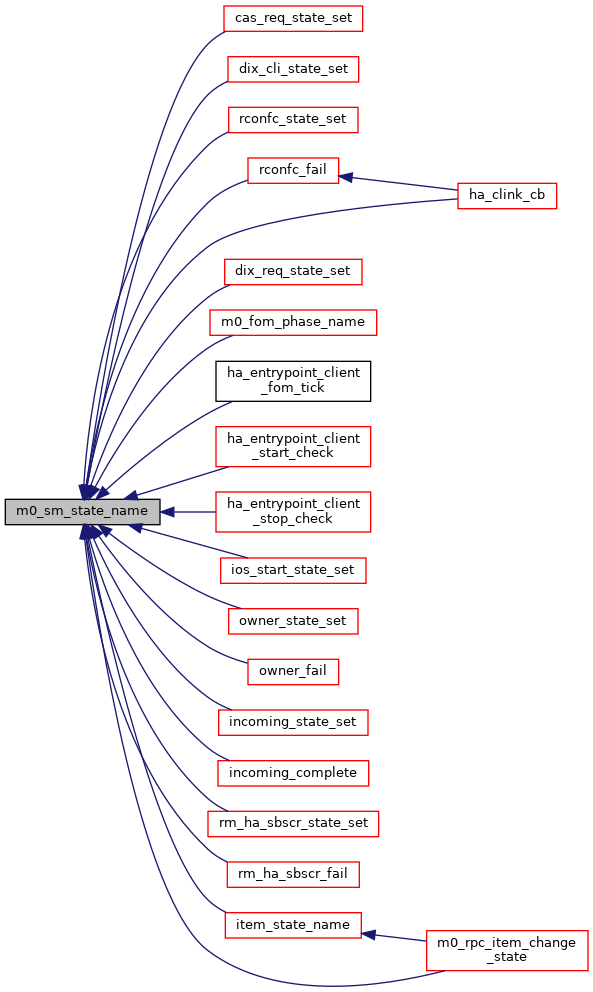 cas_req_state_set
dix_cli_state_set
rconfc_state_set
rconfc_fail
ha_clink_cb
dix_req_state_set
m0_fom_phase_name
ha_entrypoint_client
_fom_tick
ha_entrypoint_client
_start_check
m0_sm_state_name
ha_entrypoint_client
_stop_check
ios_start_state_set
owner_state_set
owner_fail
incoming_state_set
incoming_complete
rm_ha_sbscr_state_set
rm_ha_sbscr_fail
item_state_name
m0_rpc_item_change
_state